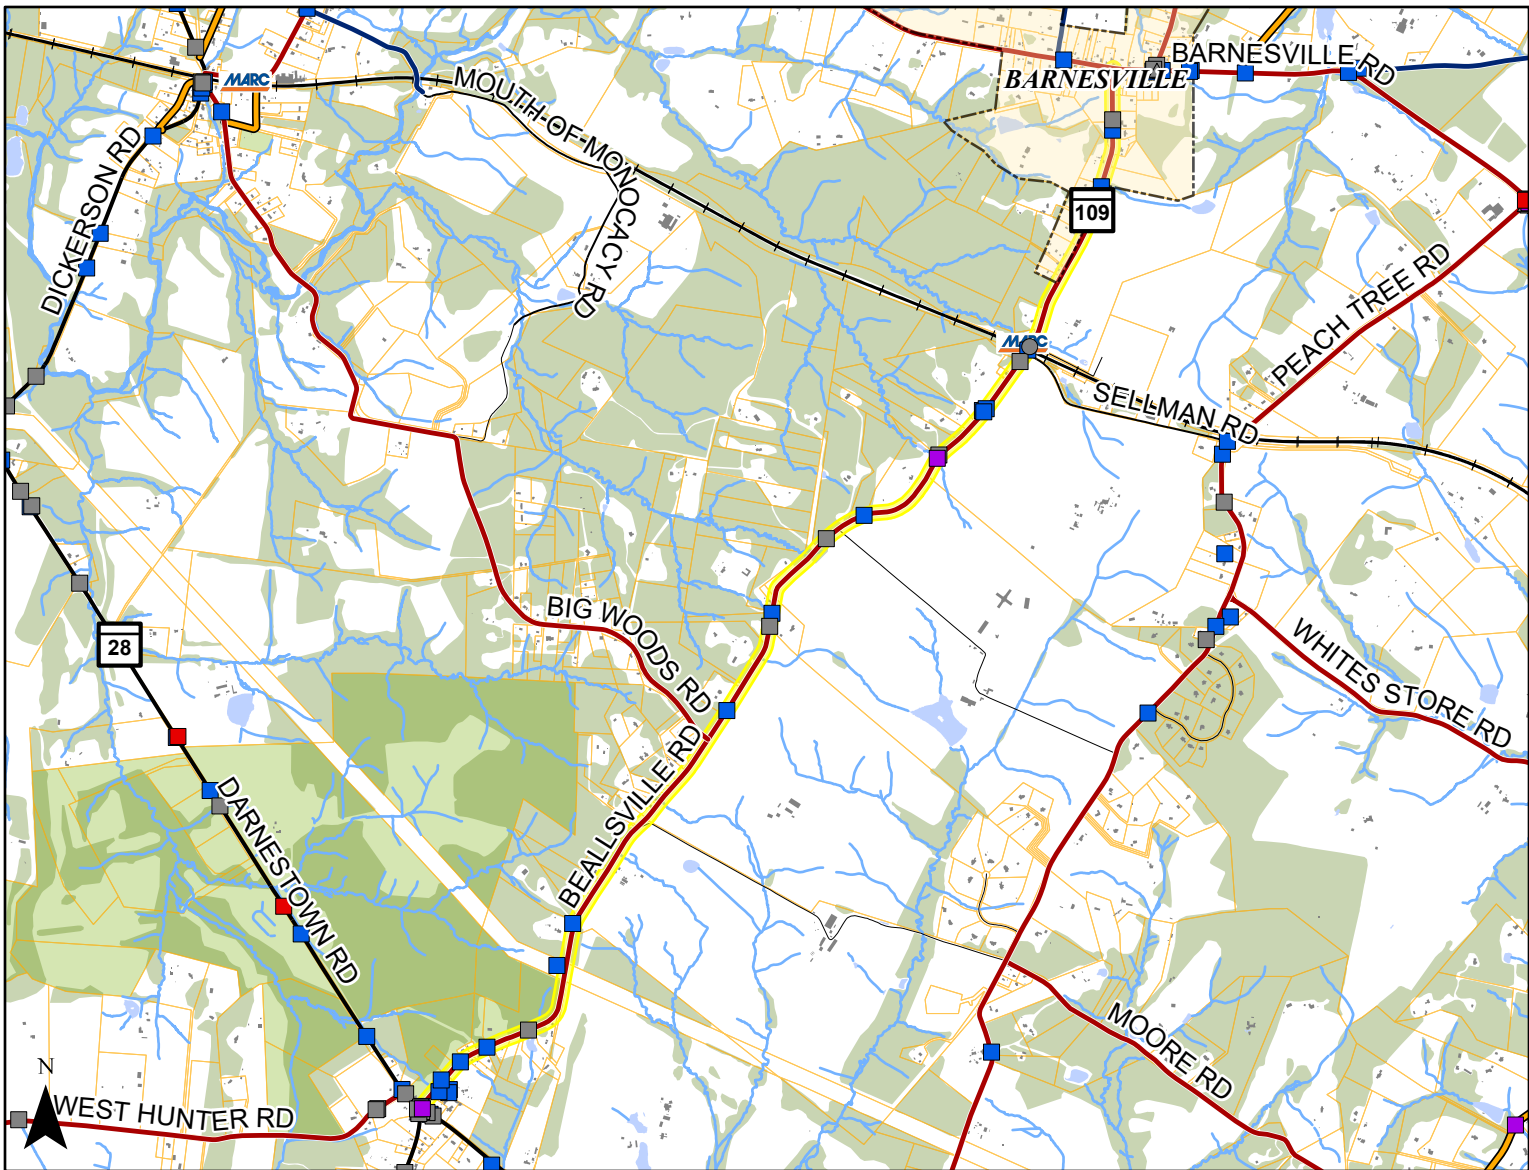 BARNESVILLE RD
BARNESVILLE
MARC
MOUTH OF MONOCACY RD
DICKERSON RD
109
PEACH TREE RD
MARC
SELLMAN RD
BIG WOODS RD
28
WHITES STORE RD
BEALLSVILLE RD
DARNESTOWN RD
MOORE RD
N
WEST HUNTER RD